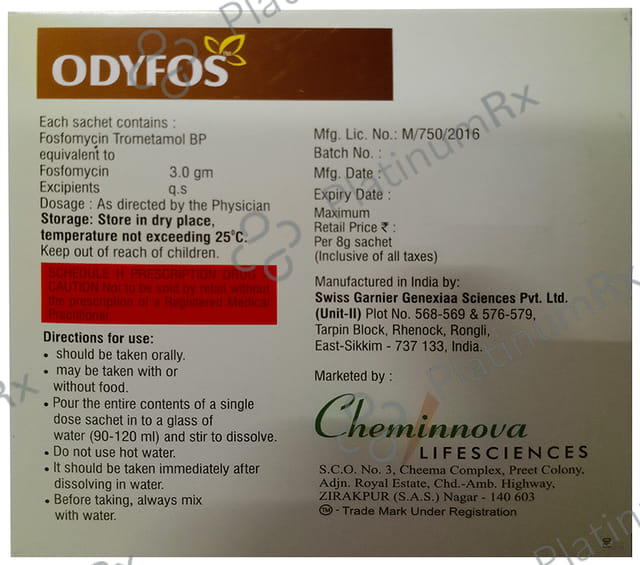 ODYFOS™
Each sachet contains :
Fosfomycin Trometamol BP
equivalent to
Fosfomycin 3.0 gm
Excipients q.s
Dosage : As directed by the Physician
Storage: Store in dry place,
temperature not exceeding 25°C.
Keep out of reach of children.
SCHEDULE H PRESCRIPTION DRUG
CAUTION Not to be sold by retail without
the prescription of a Registered Medical
Practitioner
Directions for use:
• should be taken orally.
• may be taken with or
without food.
• Pour the entire contents of a single
dose sachet in to a glass of
water (90-120 ml) and stir to dissolve.
• Do not use hot water.
• It should be taken immediately after
dissolving in water.
• Before taking, always mix
with water.
Mfg. Lic. No.: M/750/2016
Batch No. :
Mfg. Date :
Expiry Date :
Maximum
Retail Price ₹ :
Per 8g sachet
(Inclusive of all taxes)
Manufactured in India by:
Swiss Garnier Genexiaa Sciences Pvt. Ltd.
(Unit-II) Plot No. 568-569 & 576-579,
Tarpin Block, Rhenock, Rongli,
East-Sikkim - 737 133, India.
Marketed by :
Cheminnova
LIFESCIENCES
S.C.O. No. 3, Cheema Complex, Preet Colony,
Adjn. Royal Estate, Chd.-Amb. Highway,
ZIRAKPUR (S.A.S.) Nagar - 140 603
TM - Trade Mark Under Registration
PlatinumRx
PlatinumRx
PlatinumRx